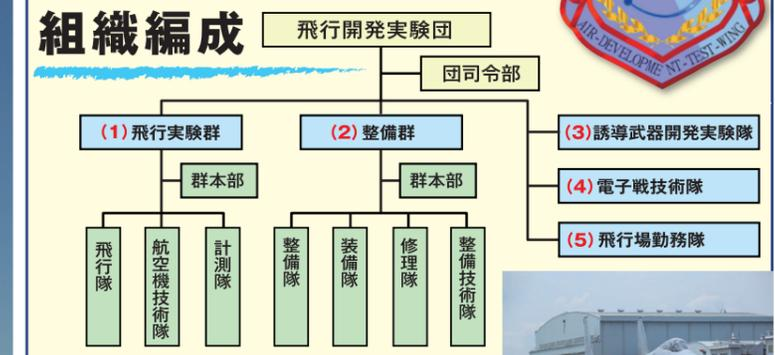 組織編成
飛行開発実験団
AIR-DEVELOPMENT-TEST-WING
団司令部
(1)飛行実験群
(2)整備群
(3)誘導武器開発実験隊
群本部
群本部
(4)電子戦技術隊
(5)飛行場勤務隊
飛行隊
航空機技術隊
計測隊
整備隊
装備隊
修理隊
整備技術隊